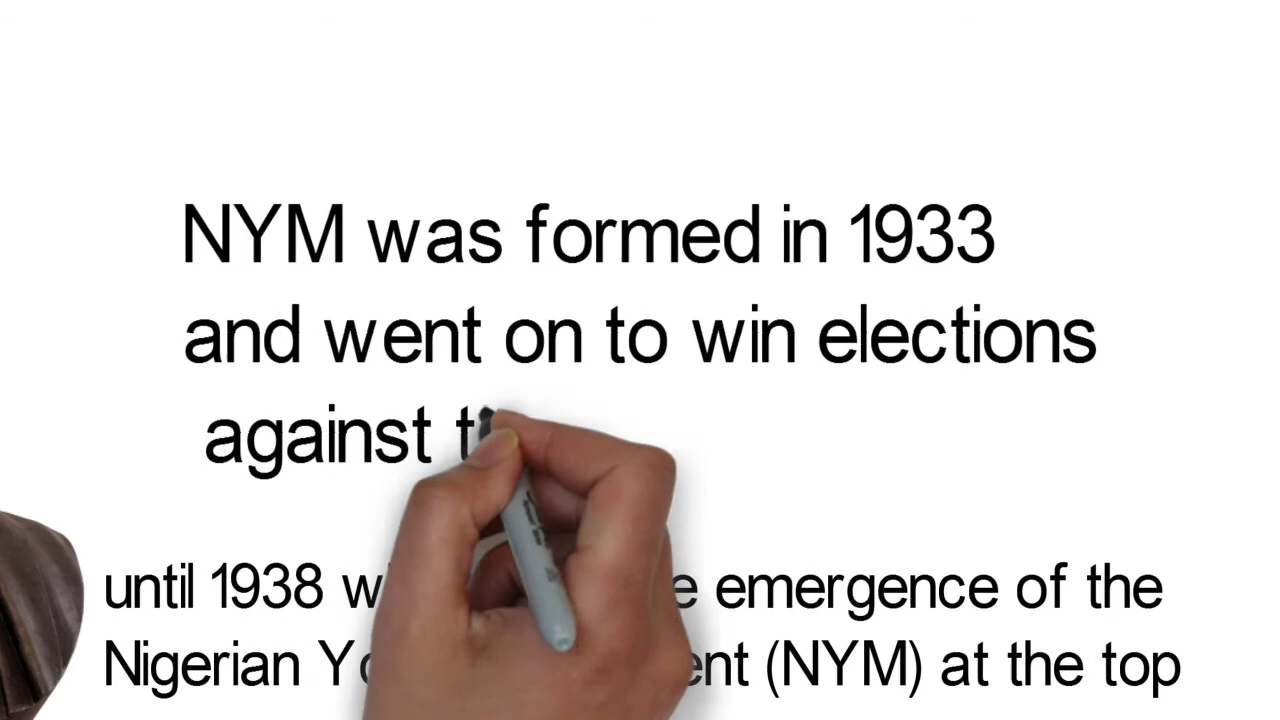 NYM was formed in 1933
and went on to win elections
against
until 1938 emergence of the
Nigerian (NYM) at the top